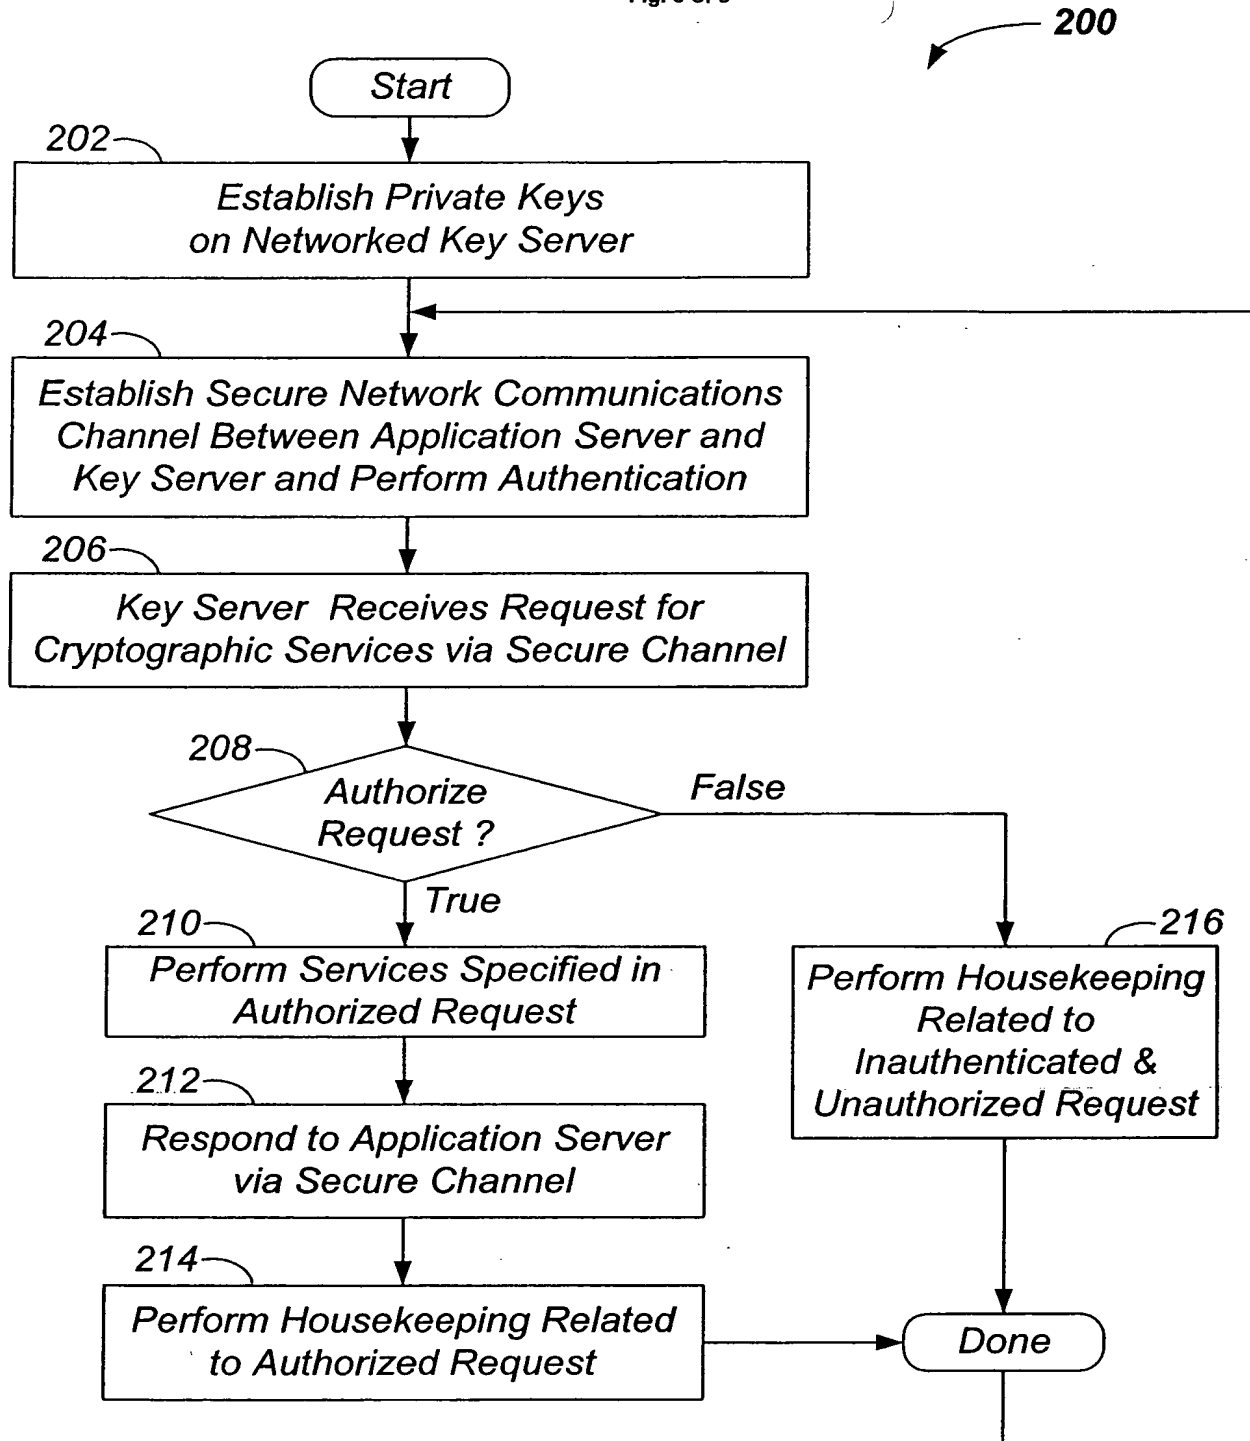 200
Start
202
Establish Private Keys
on Networked Key Server
204
Establish Secure Network Communications
Channel Between Application Server and
Key Server and Perform Authentication
206
Key Server Receives Request for
Cryptographic Services via Secure Channel
208
Authorize
Request ?
False
True
210
Perform Services Specified in
Authorized Request
216
Perform Housekeeping
Related to
Inauthenticated &
Unauthorized Request
212
Respond to Application Server
via Secure Channel
214
Perform Housekeeping Related
to Authorized Request
Done